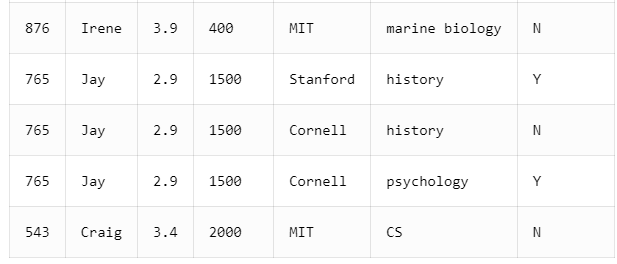 876 Irene 3.9 400 MIT marine biology N
765 Jay 2.9 1500 Stanford history Y
765 Jay 2.9 1500 Cornell history N
765 Jay 2.9 1500 Cornell psychology Y
543 Craig 3.4 2000 MIT CS N